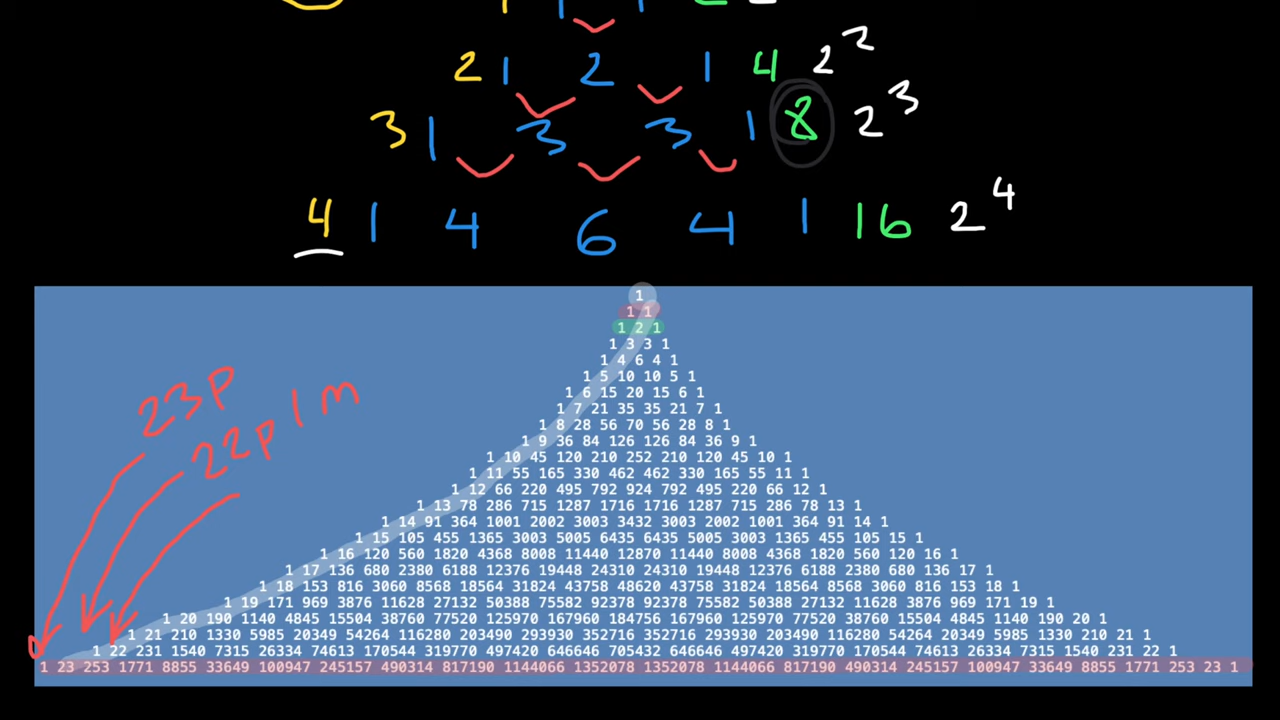 2 1 2 1 4 2^2
3 1 3 3 1 8 2^3
4 1 4 6 4 1 16 2^4
1
1 1
1 2 1
1 3 3 1
1 4 6 4 1
1 5 10 10 5 1
1 6 15 20 15 6 1
1 7 21 35 35 21 7 1
1 8 28 56 70 56 28 8 1
1 9 36 84 126 126 84 36 9 1
1 10 45 120 210 252 210 120 45 10 1
1 11 55 165 330 462 462 330 165 55 11 1
1 12 66 220 495 792 924 792 495 220 66 12 1
1 13 78 286 715 1287 1716 1716 1287 715 286 78 13 1
1 14 91 364 1001 2002 3003 3432 3003 2002 1001 364 91 14 1
1 15 105 455 1365 3003 5005 6435 6435 5005 3003 1365 455 105 15 1
1 16 120 560 1820 4368 8008 11440 12870 11440 8008 4368 1820 560 120 16 1
1 17 136 680 2380 6188 12376 19448 24310 24310 19448 12376 6188 2380 680 136 17 1
1 18 153 816 3060 8568 18564 31824 43758 48620 43758 31824 18564 8568 3060 816 153 18 1
1 19 171 969 3876 11628 27132 50388 75582 92378 92378 75582 50388 27132 11628 3876 969 171 19 1
1 20 190 1140 4845 15504 38760 77520 125970 167960 184756 167960 125970 77520 38760 15504 4845 1140 190 20 1
1 21 210 1330 5985 20349 54264 116280 203490 293930 352716 352716 293930 203490 116280 54264 20349 5985 1330 210 21 1
1 22 231 1540 7315 26334 74613 170544 319770 497420 646646 705432 646646 497420 319770 170544 74613 26334 7315 1540 231 22 1
1 23 253 1771 8855 33649 100947 245157 490314 817190 1144066 1352078 1352078 1144066 817190 490314 245157 100947 33649 8855 1771 253 23 1
23p
22p 1m